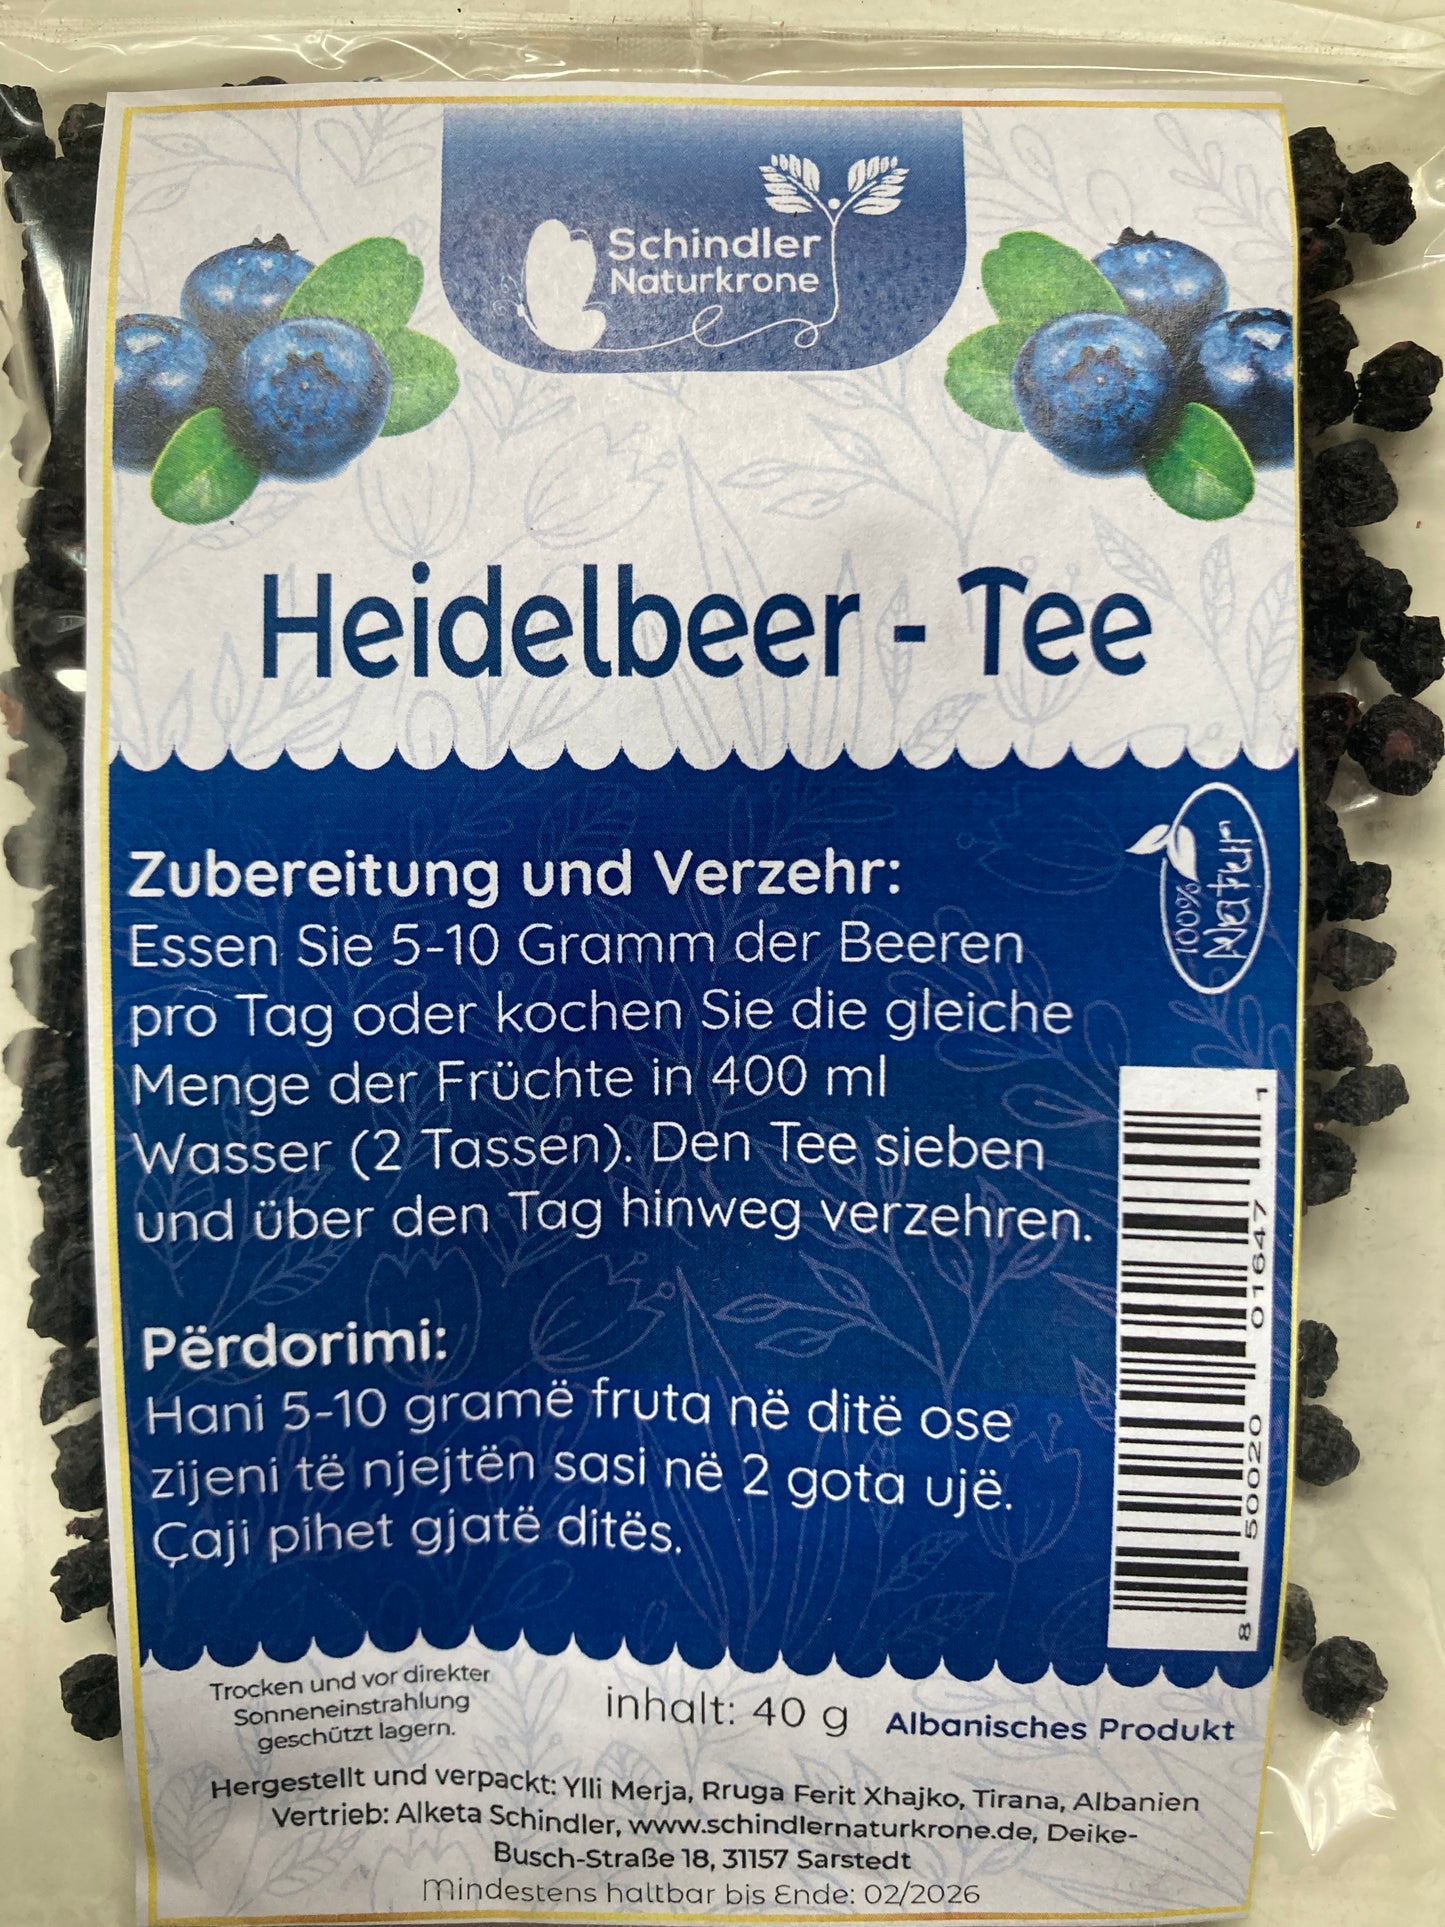 Schindler
Naturkrone
Heidelbeer - Tee
100%
Natur
Zubereitung und Verzehr:
Essen Sie 5-10 Gramm der Beeren
pro Tag oder kochen Sie die gleiche
Menge der Früchte in 400 ml
Wasser (2 Tassen). Den Tee sieben
und über den Tag hinweg verzehren.
Përdorimi:
Hani 5-10 gramë fruta në ditë ose
zijeni të njejtën sasi në 2 gota ujë.
Çaji pihet gjatë ditës.
8 50020 01647 1
Trocken und vor direkter
Sonneneinstrahlung
geschützt lagern.
inhalt: 40 g
Albanisches Produkt
Hergestellt und verpackt: Ylli Merja, Rruga Ferit Xhajko, Tirana, Albanien
Vertrieb: Alketa Schindler, www.schindlernaturkrone.de, Deike-
Busch-Straße 18, 31157 Sarstedt
Mindestens haltbar bis Ende: 02/2026